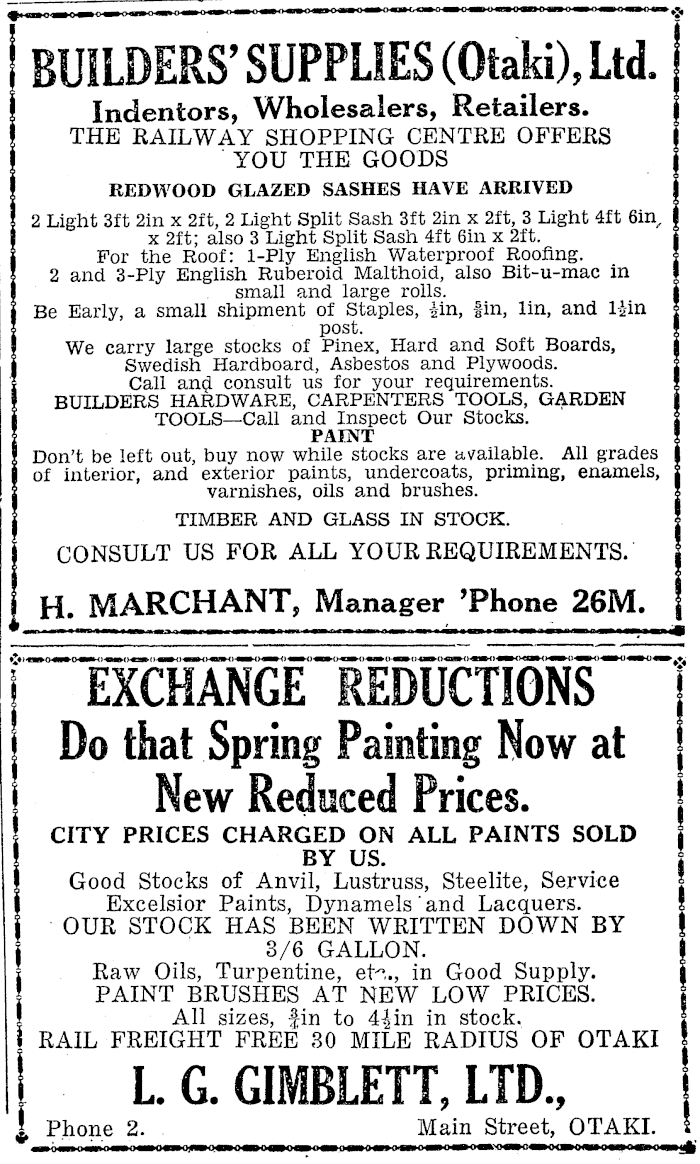 BUILDERS' SUPPLIES (Otaki), Ltd.
Indentors, Wholesalers, Retailers.
THE RAILWAY SHOPPING CENTRE OFFERS
YOU THE GOODS
REDWOOD GLAZED SASHES HAVE ARRIVED
2 Light 3ft 2in x 2ft, 2 Light Split Sash 3ft 2in x 2ft, 3 Light 4ft 6in,
x 2ft; also 3 Light Split Sash 4ft 6in x 2ft.
For the Roof: 1-Ply English Waterproof Roofing.
2 and 3-Ply English Ruberoid Malthoid, also Bit-u-mac in
small and large rolls.
Be Early, a small shipment of Staples, ½in, ⅝in, 1in, and 1½in
post.
We carry large stocks of Pinex, Hard and Soft Boards,
Swedish Hardboard, Asbestos and Plywoods.
Call and consult us for your requirements.
BUILDERS HARDWARE, CARPENTERS TOOLS, GARDEN
TOOLS—Call and Inspect Our Stocks.
PAINT
Don't be left out, buy now while stocks are available. All grades
of interior, and exterior paints, undercoats, priming, enamels,
varnishes, oils and brushes.
TIMBER AND GLASS IN STOCK.
CONSULT US FOR ALL YOUR REQUIREMENTS.
H. MARCHANT, Manager 'Phone 26M.
EXCHANGE REDUCTIONS
Do that Spring Painting Now at
New Reduced Prices.
CITY PRICES CHARGED ON ALL PAINTS SOLD
BY US.
Good Stocks of Anvil, Lustruss, Steelite, Service
Excelsior Paints, Dynamels and Lacquers.
OUR STOCK HAS BEEN WRITTEN DOWN BY
3/6 GALLON.
Raw Oils, Turpentine, etc., in Good Supply.
PAINT BRUSHES AT NEW LOW PRICES.
All sizes, ¾in to 4½in in stock.
RAIL FREIGHT FREE 30 MILE RADIUS OF OTAKI
L. G. GIMBLETT, LTD.,
Phone 2. Main Street, OTAKI.